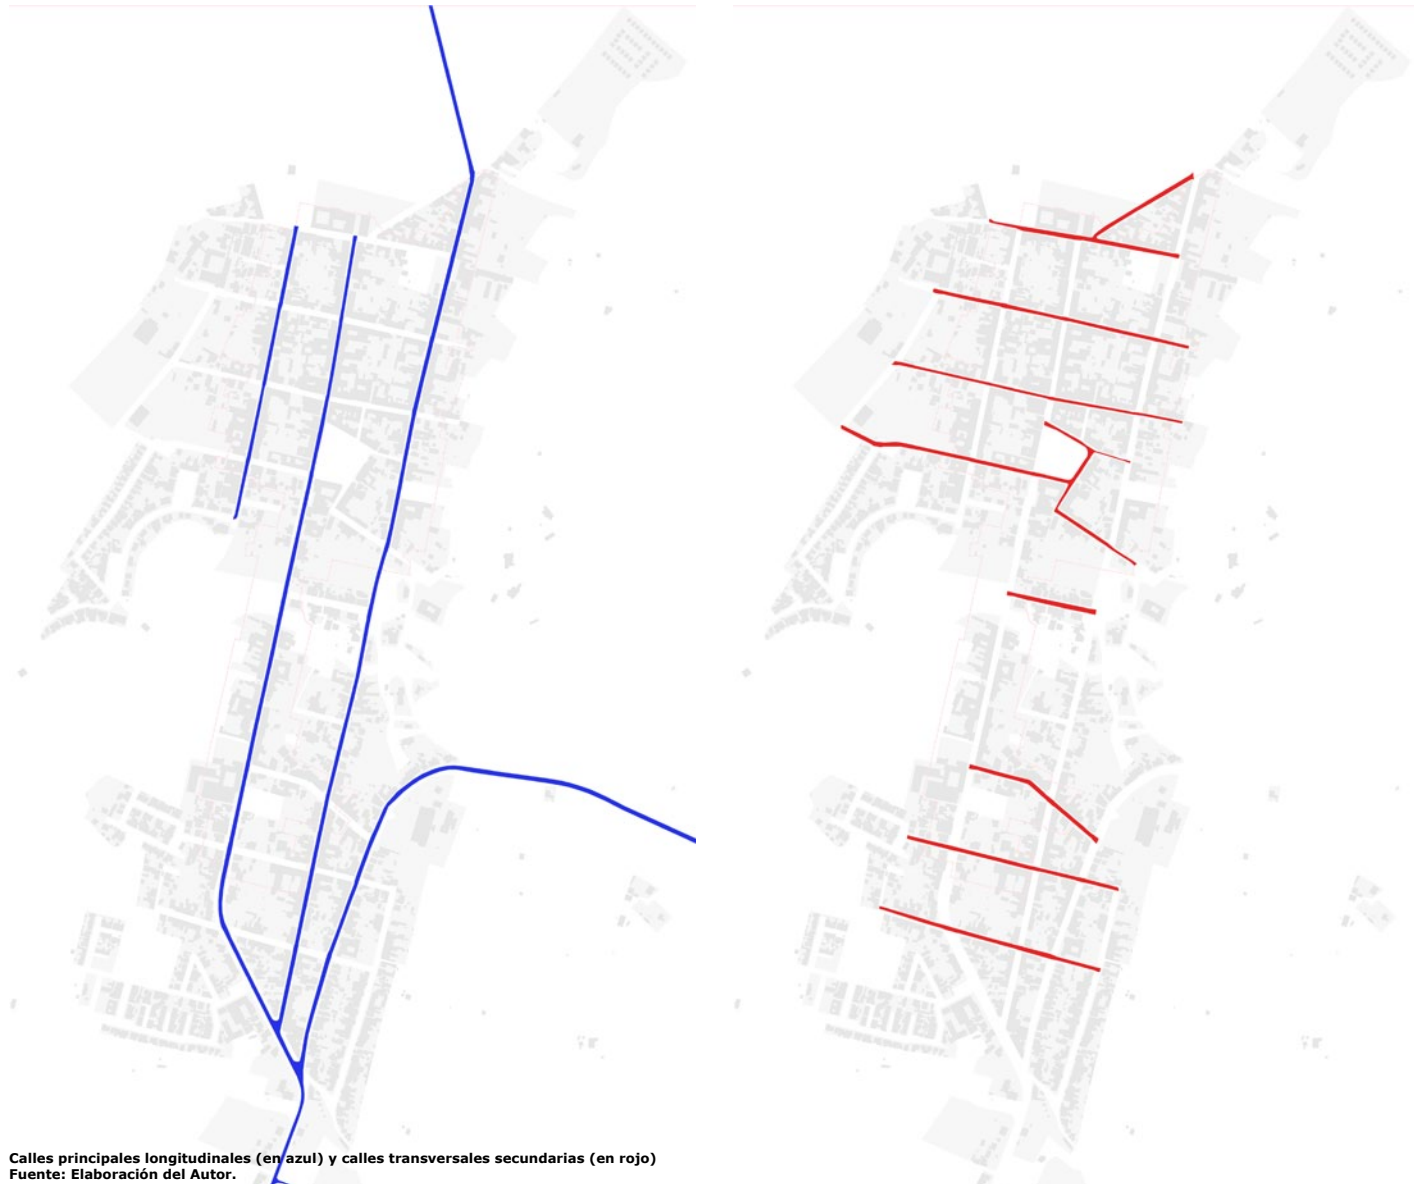 Calles principales longitudinales (en azul) y calles transversales secundarias (en rojo)
Fuente: Elaboración del Autor.